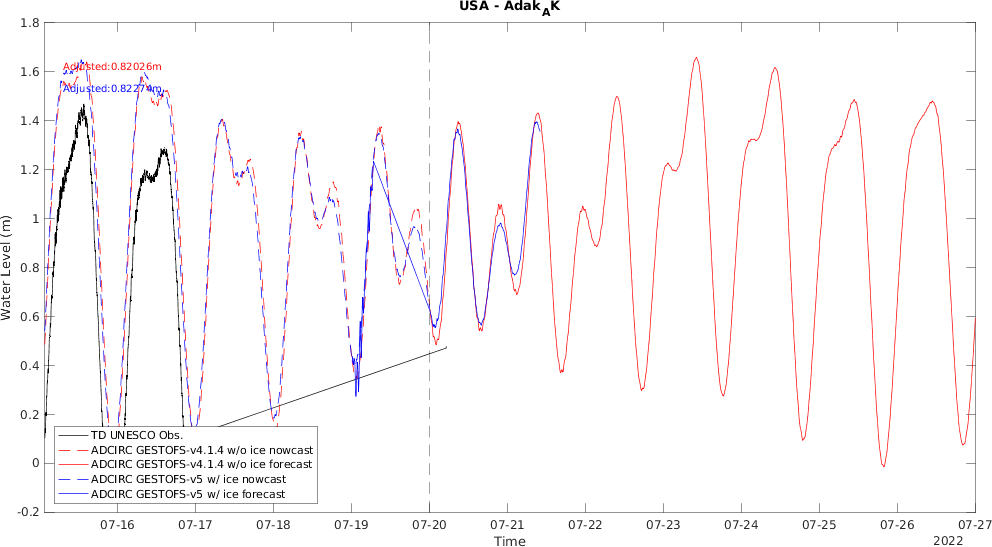 USA - Adak_AK
1.8
1.6
1.4
1.2
1
0.8
0.6
0.4
0.2
0
-0.2
Water Level (m)
Adjusted:0.82026m
Adjusted:0.82274m
TD UNESCO Obs.
ADCIRC GESTOFS-v4.1.4 w/o ice nowcast
ADCIRC GESTOFS-v4.1.4 w/o ice forecast
ADCIRC GESTOFS-v5 w/ ice nowcast
ADCIRC GESTOFS-v5 w/ ice forecast
07-16 07-17 07-18 07-19 07-20 07-21 07-22 07-23 07-24 07-25 07-26 07-27
Time
2022